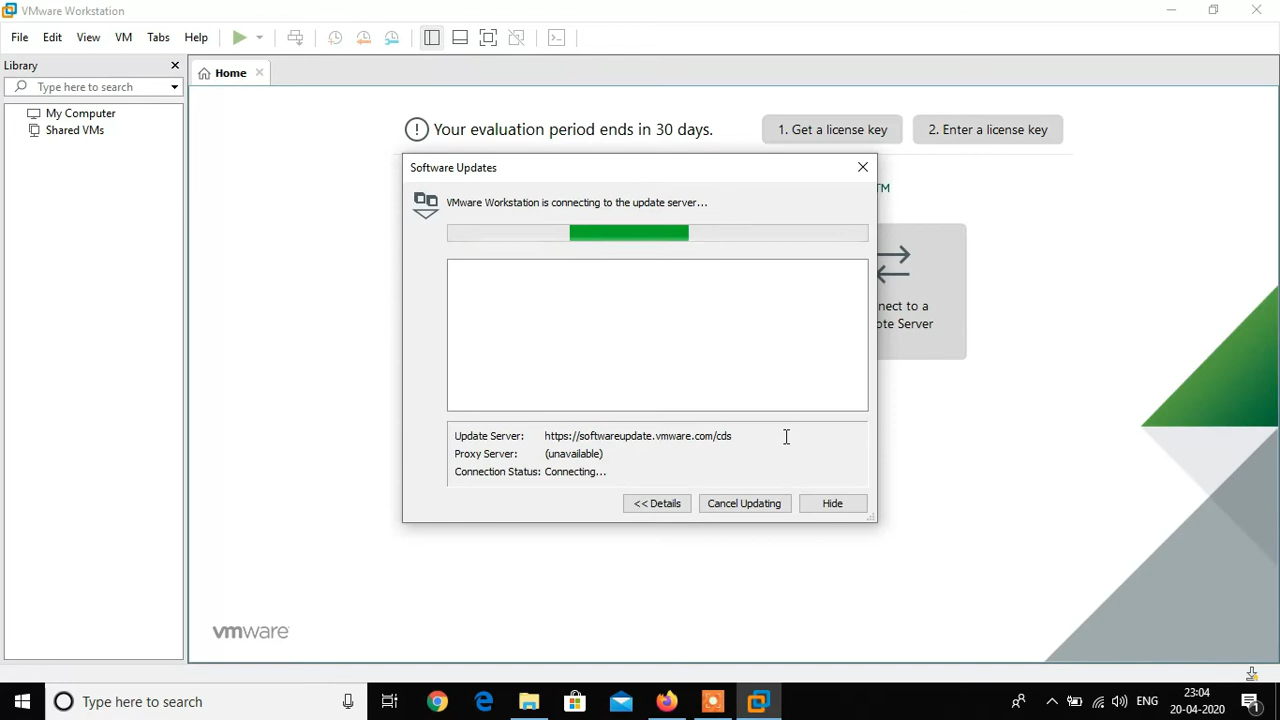 VMware Workstation
File Edit View VM Tabs Help
Library
Type here to search
My Computer
Shared VMs
Home
Your evaluation period ends in 30 days.
1. Get a license key
2. Enter a license key
TM
Software Updates
VMware Workstation is connecting to the update server...
nect to a
ote Server
Update Server: https://softwareupdate.vmware.com/cds
Proxy Server: (unavailable)
Connection Status: Connecting...
<< Details
Cancel Updating
Hide
vmware
Type here to search
ENG
23:04
20-04-2020
1